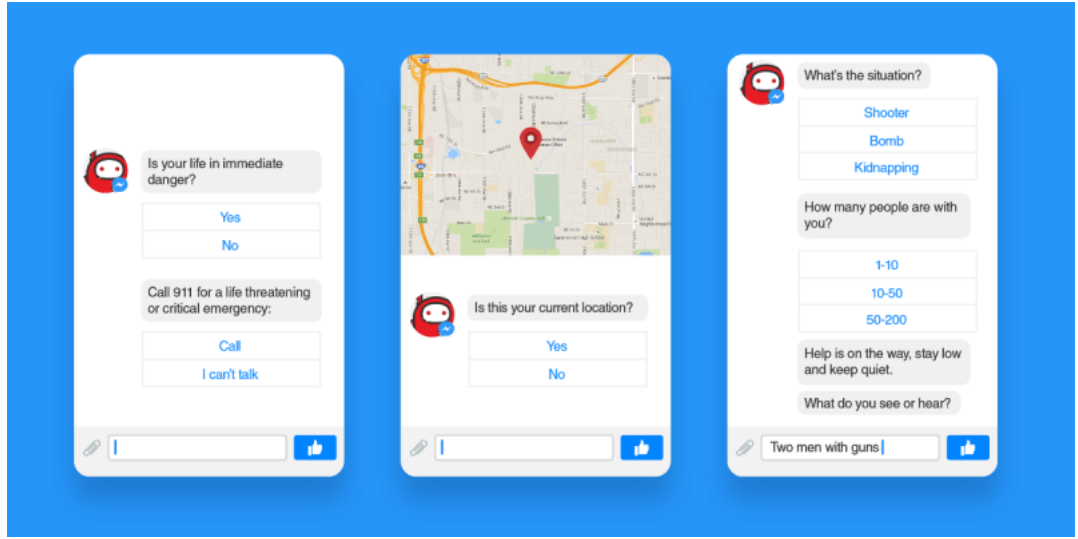 Is your life in immediate
danger?
Yes
No
Call 911 for a life threatening
or critical emergency:
Call
I can't talk
Is this your current location?
Yes
No
What's the situation?
Shooter
Bomb
Kidnapping
How many people are with
you?
1-10
10-50
50-200
Help is on the way, stay low
and keep quiet.
What do you see or hear?
Two men with guns